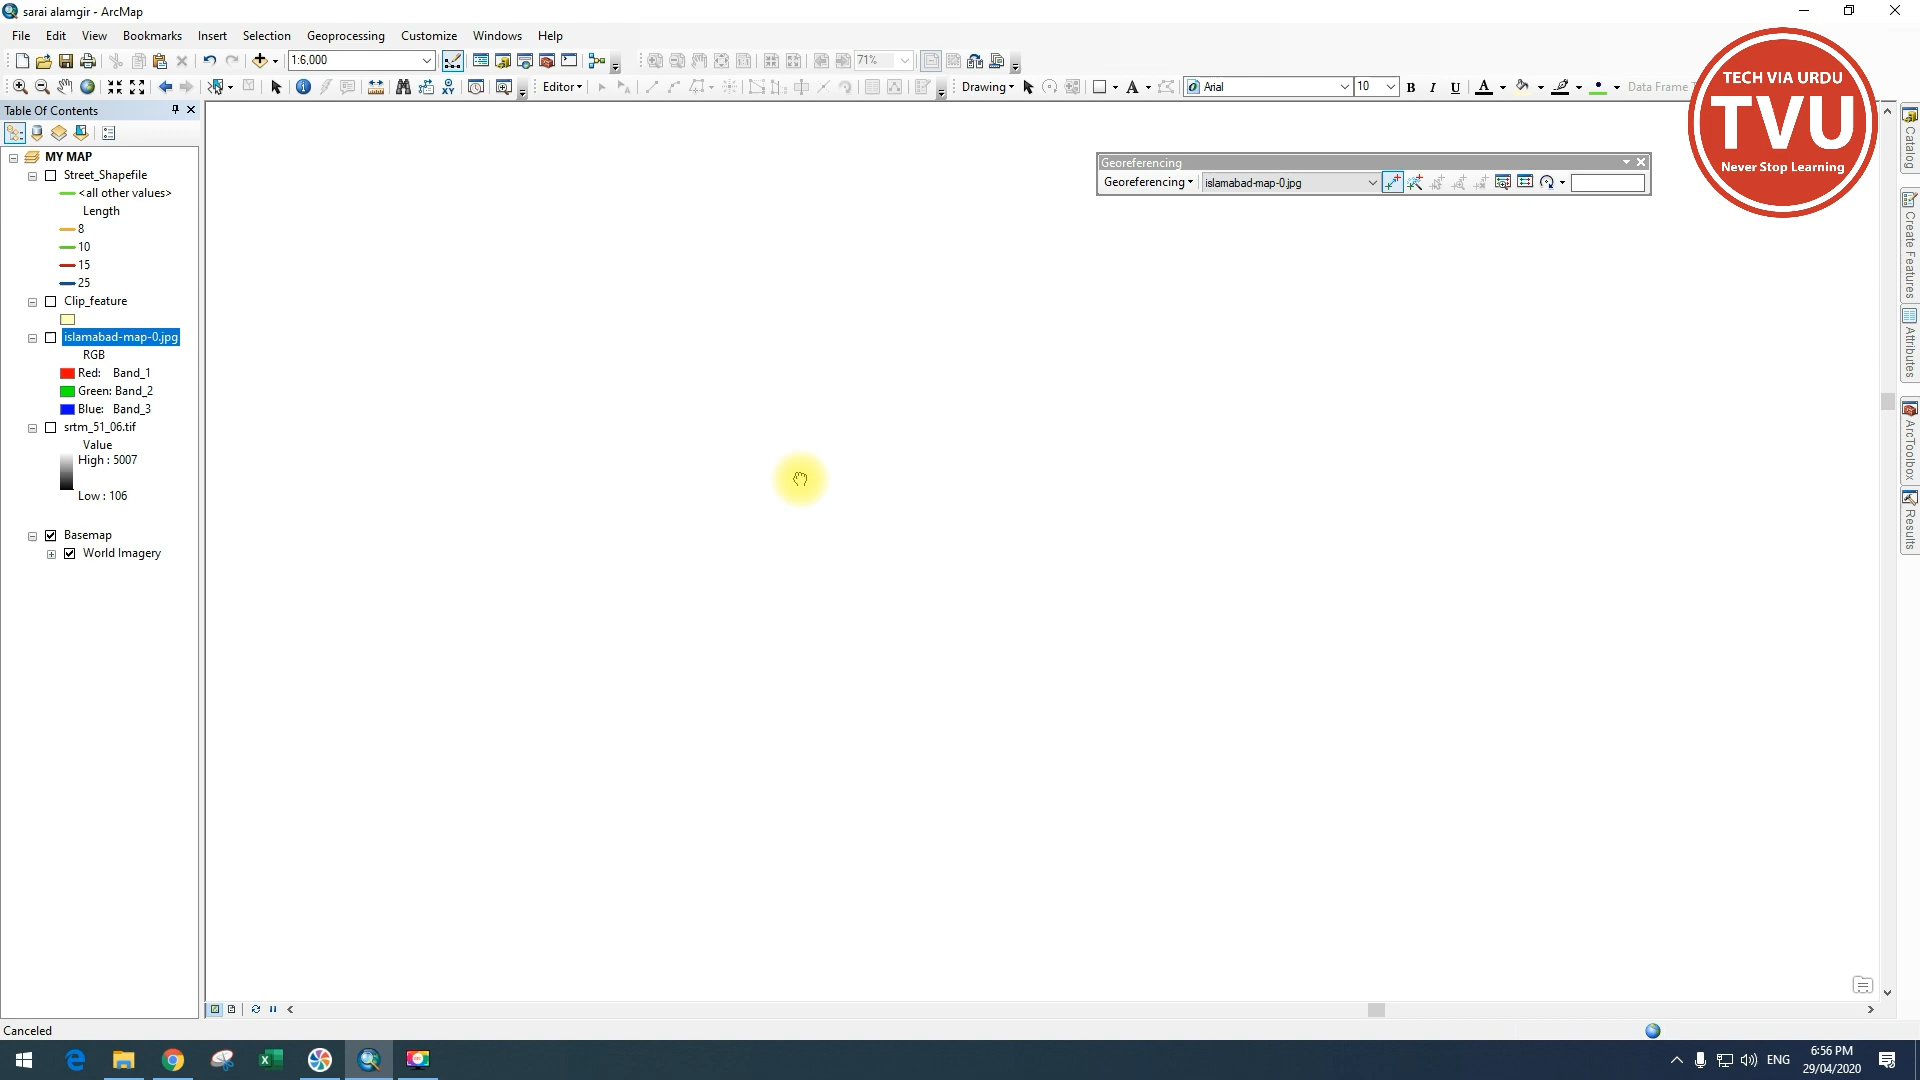 sarai alamgir - ArcMap
File Edit View Bookmarks Insert Selection Geoprocessing Customize Windows Help
1:6,000
71%
Editor
Drawing
Arial
10
B I U
A
Data Frame
TECH VIA URDU
TVU
Never Stop Learning
Table Of Contents
MY MAP
Street_Shapefile
<all other values>
Length
8
10
15
25
Clip_feature
islamabad-map-0.jpg
RGB
Red: Band_1
Green: Band_2
Blue: Band_3
srtm_51_06.tif
Value
High : 5007
Low : 106
Basemap
World Imagery
Georeferencing
Georeferencing
islamabad-map-0.jpg
Catalog
Create Features
Attributes
ArcToolbox
Results
Canceled
ENG
6:56 PM
29/04/2020